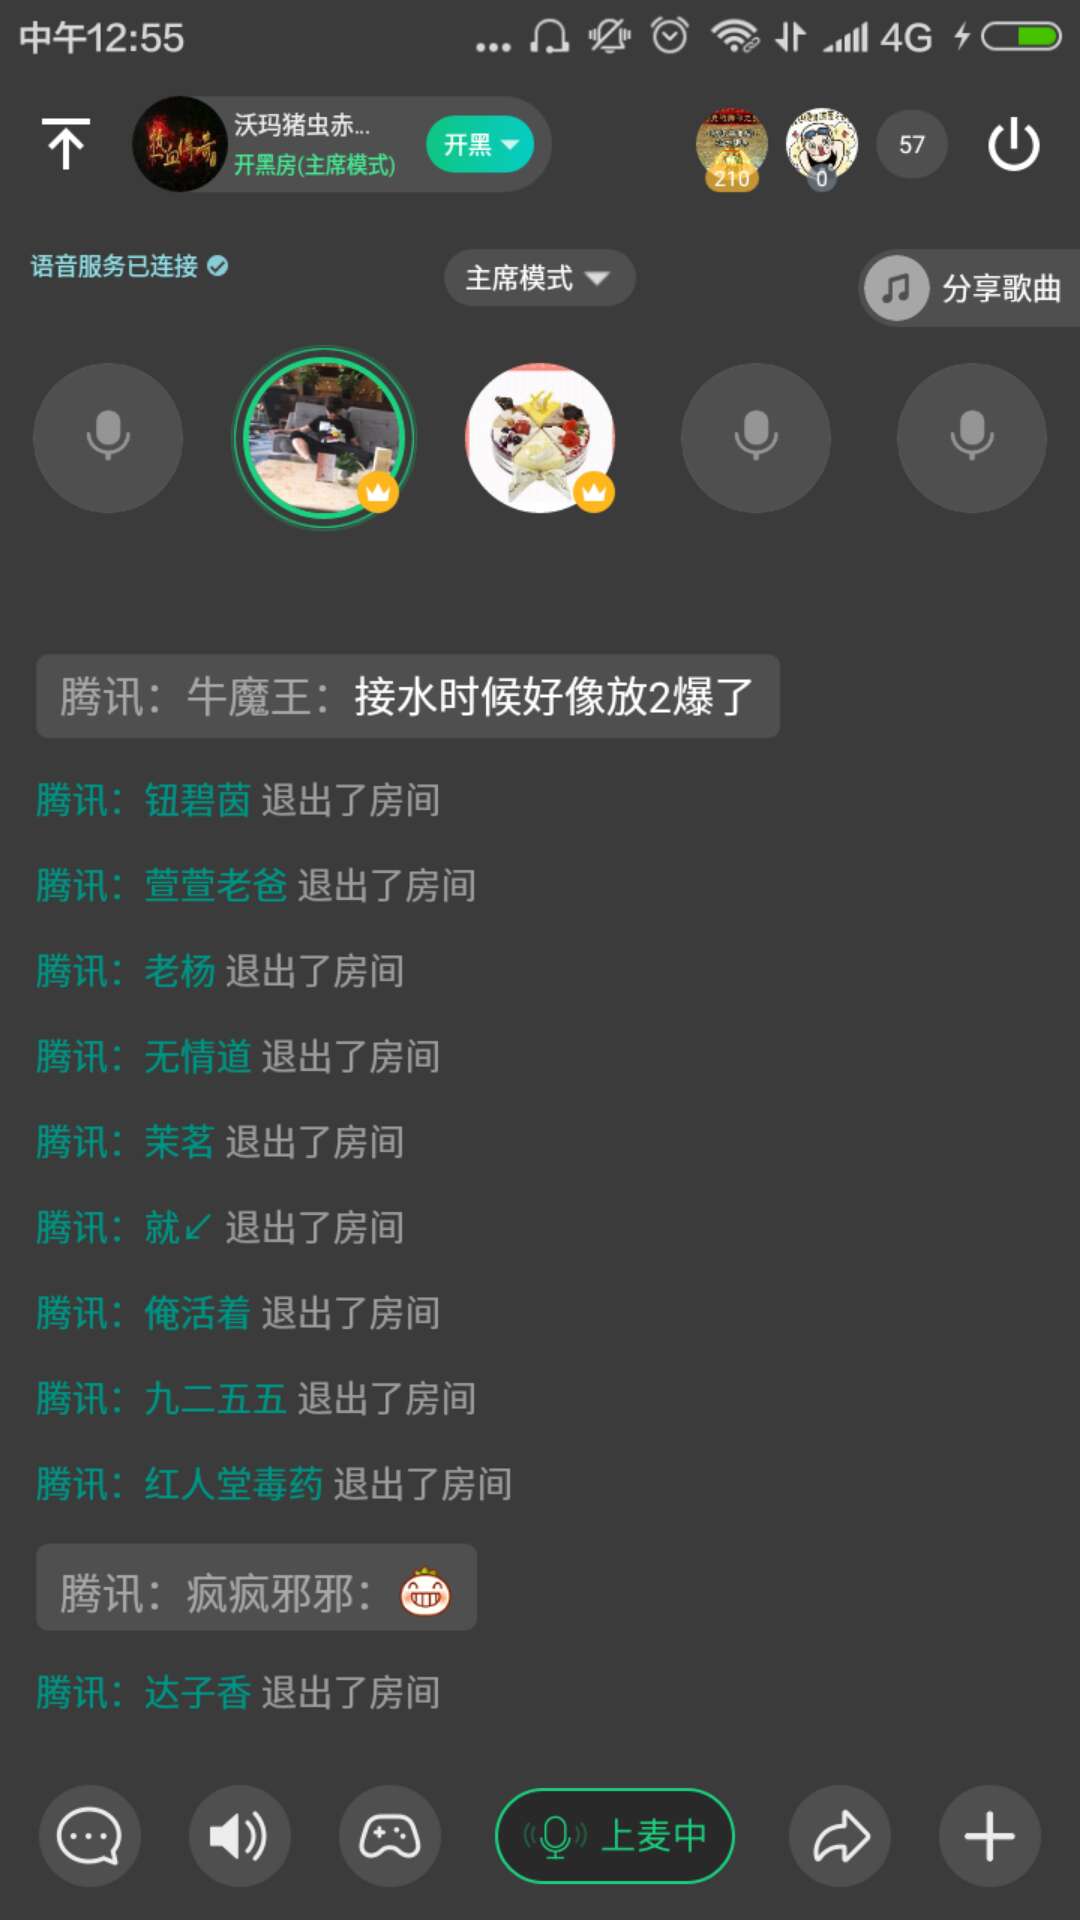 中午12:55
4G
沃玛猪虫赤...
开黑房(主席模式)
开黑
210
0
57
语音服务已连接
主席模式
分享歌曲
腾讯：牛魔王：接水时候好像放2爆了
腾讯：钮碧茵 退出了房间
腾讯：萱萱老爸 退出了房间
腾讯：老杨 退出了房间
腾讯：无情道 退出了房间
腾讯：茉茗 退出了房间
腾讯：就↙ 退出了房间
腾讯：俺活着 退出了房间
腾讯：九二五五 退出了房间
腾讯：红人堂毒药 退出了房间
腾讯：疯疯邪邪：
腾讯：达子香 退出了房间
上麦中